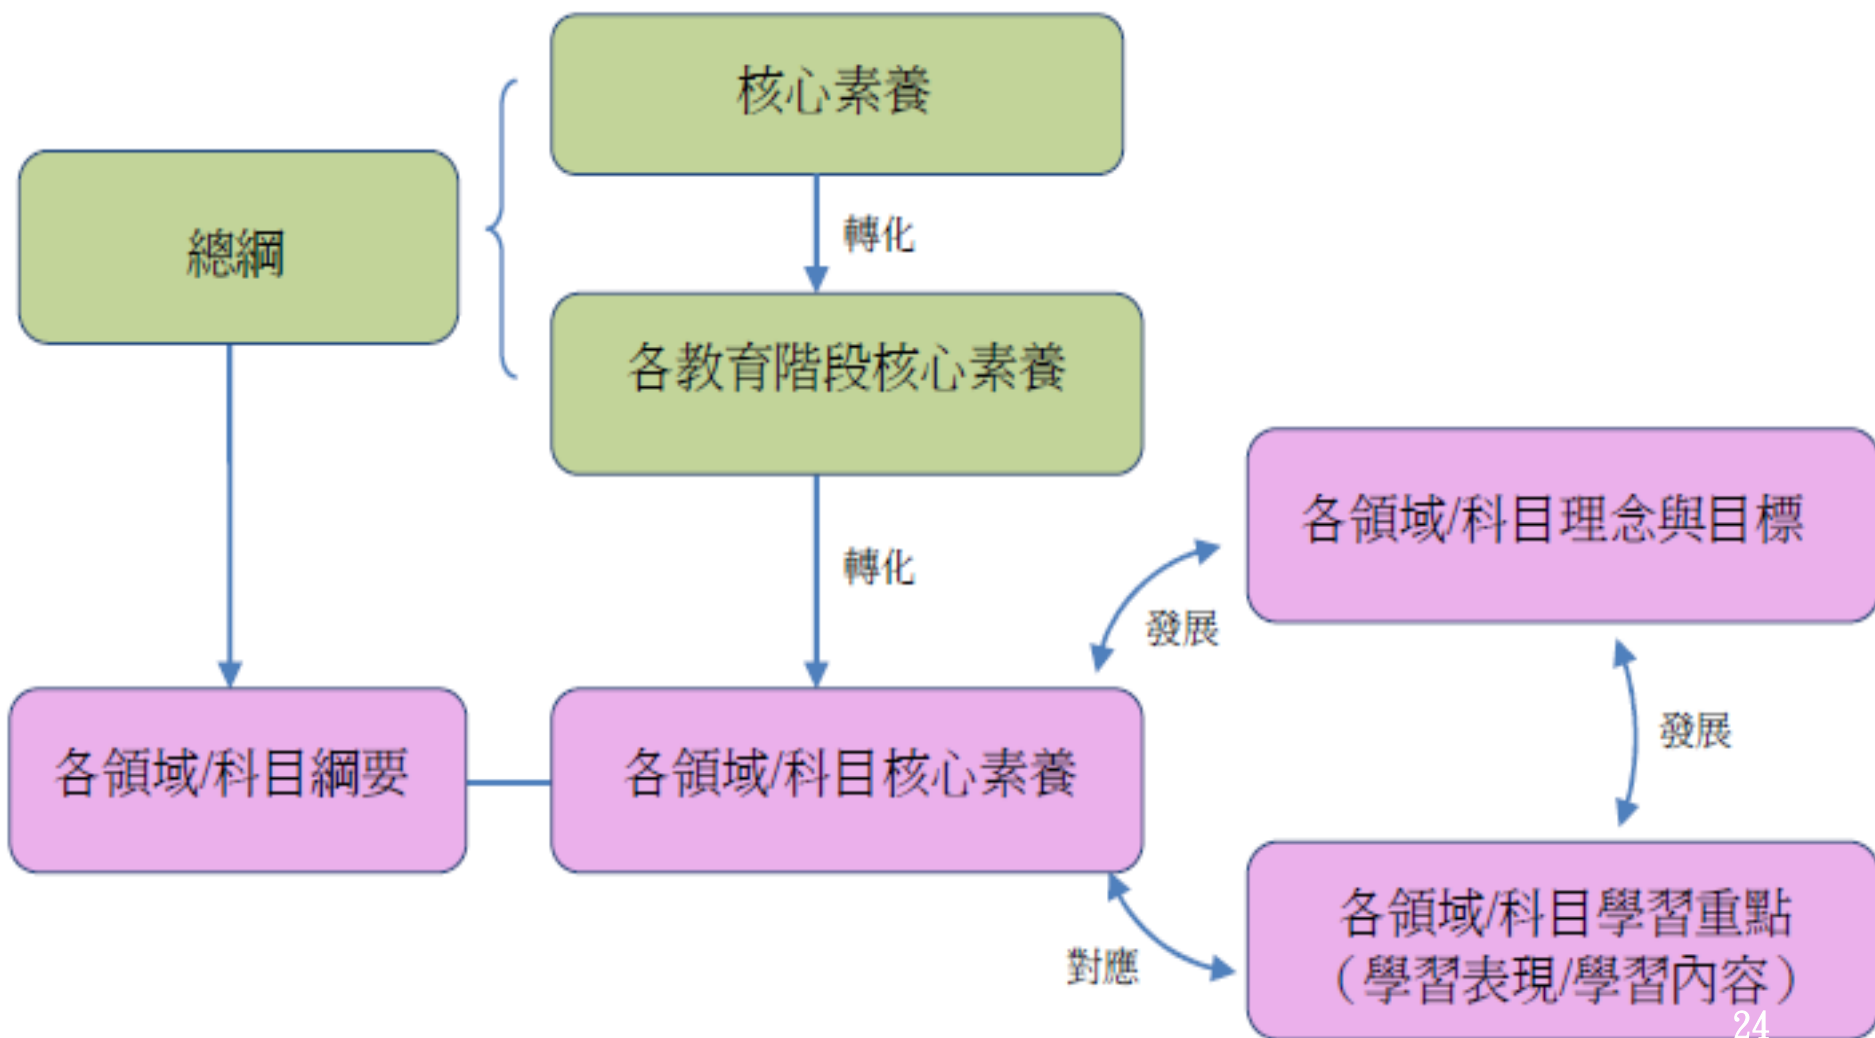 核心素養
總綱
轉化
各教育階段核心素養
各領域/科目理念與目標
轉化
發展
發展
各領域/科目綱要
各領域/科目核心素養
各領域/科目學習重點
(學習表現/學習內容)
對應
24